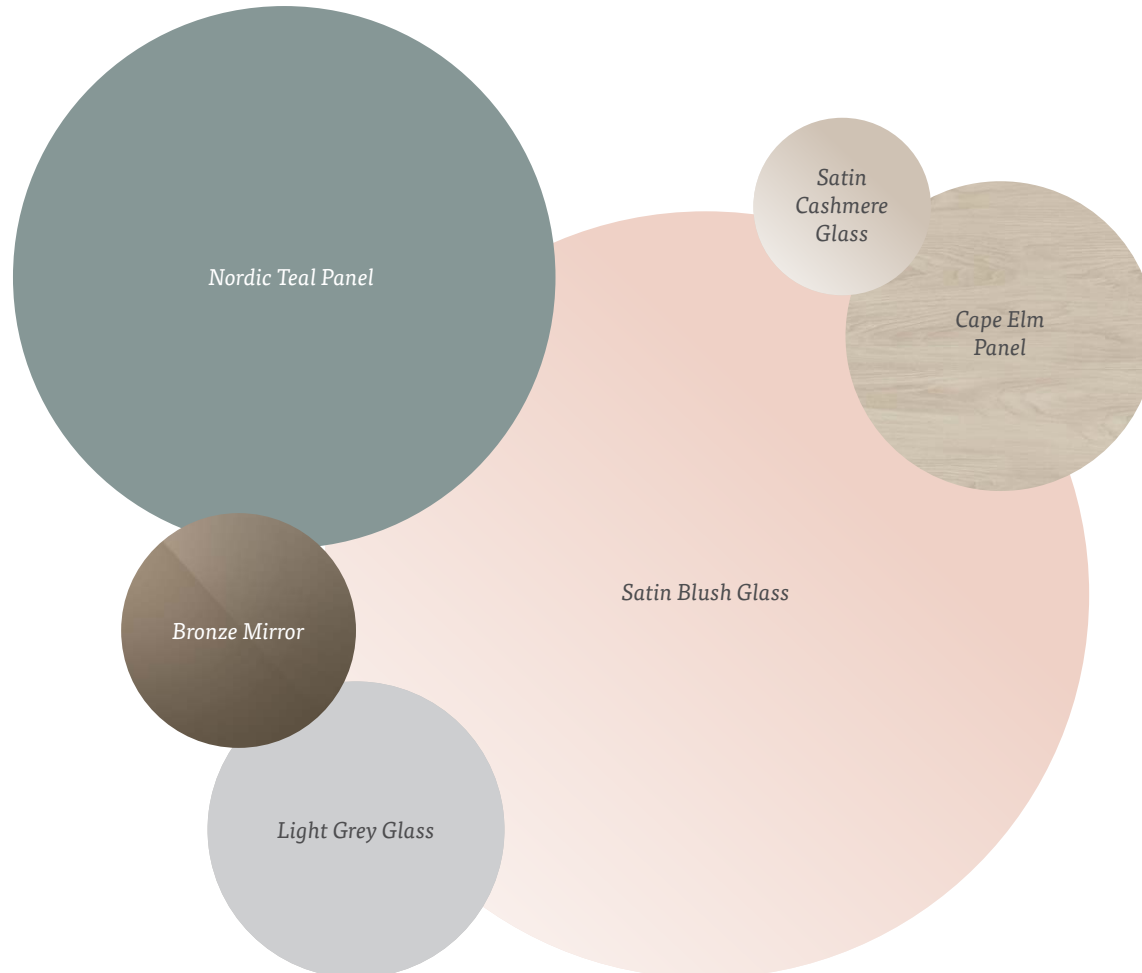 Satin
Cashmere
Glass
Nordic Teal Panel
Cape Elm
Panel
Satin Blush Glass
Bronze Mirror
Light Grey Glass